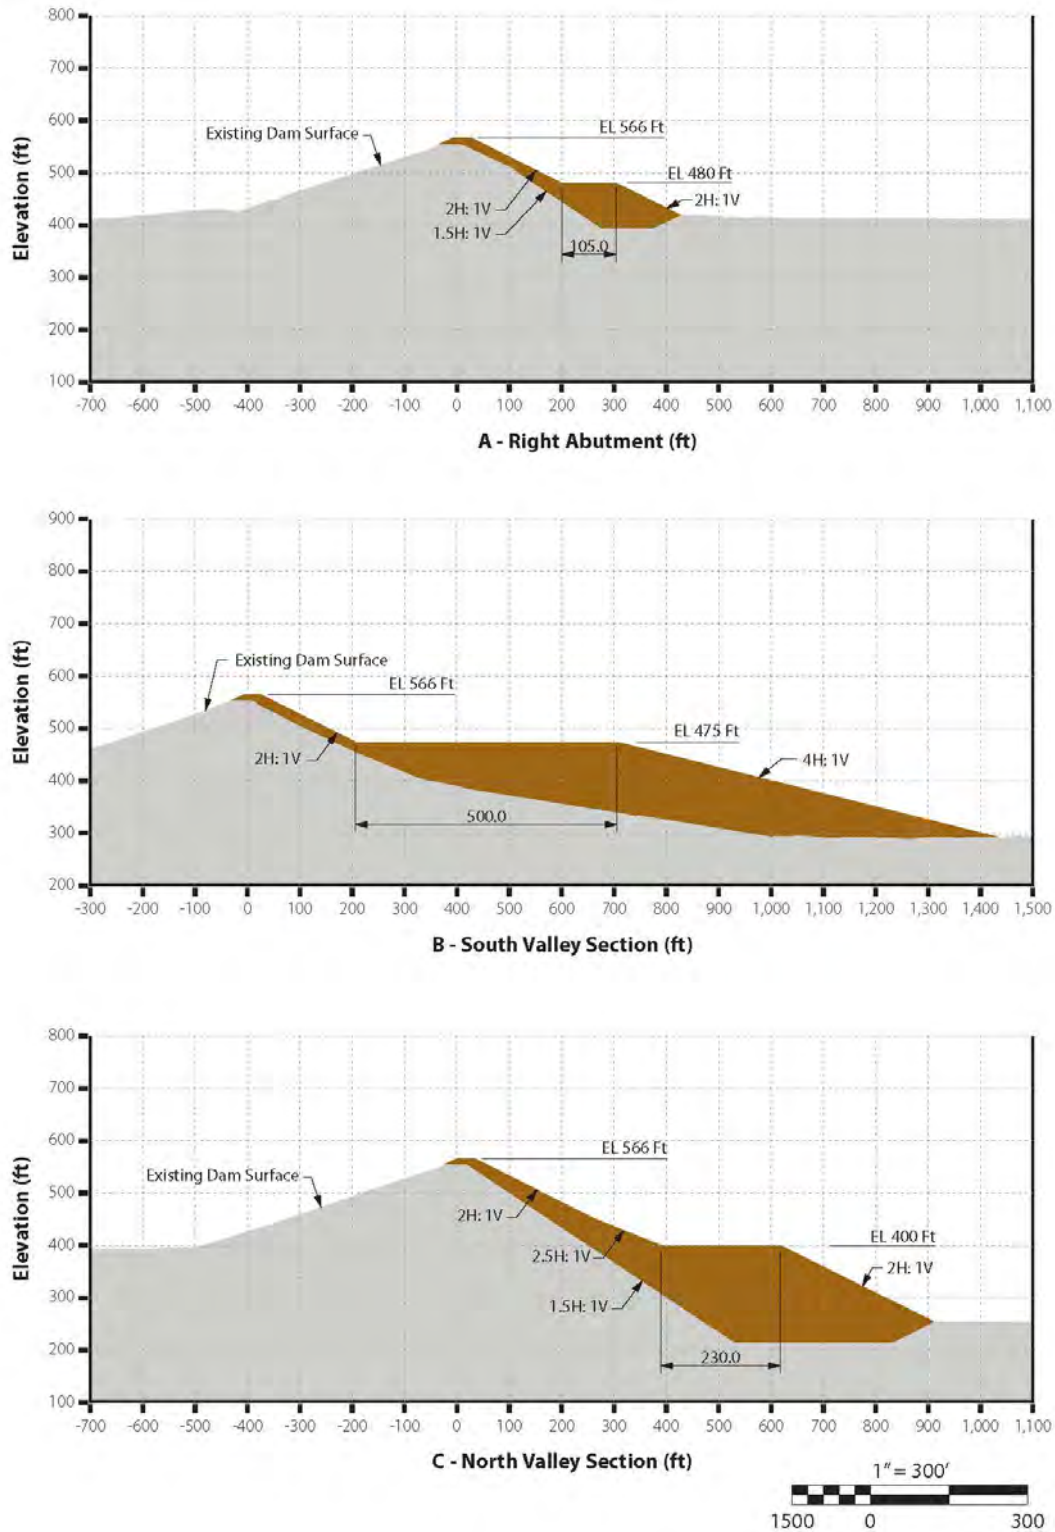 800
700
600
500
400
300
200
100
Elevation (ft)
Existing Dam Surface
EL 566 Ft
EL 480 Ft
2H: 1V
2H: 1V
1.5H: 1V
105.0
-700 -600 -500 -400 -300 -200 -100 0 100 200 300 400 500 600 700 800 900 1,000 1,100
A - Right Abutment (ft)
900
800
700
600
500
400
300
200
Elevation (ft)
Existing Dam Surface
EL 566 Ft
EL 475 Ft
2H: 1V
4H: 1V
500.0
-300 -200 -100 0 100 200 300 400 500 600 700 800 900 1,000 1,100 1,200 1,300 1,400 1,500
B - South Valley Section (ft)
800
700
600
500
400
300
200
100
Elevation (ft)
EL 566 Ft
Existing Dam Surface
2H: 1V
EL 400 Ft
2.5H: 1V
2H: 1V
1.5H: 1V
230.0
-700 -600 -500 -400 -300 -200 -100 0 100 200 300 400 500 600 700 800 900 1,000 1,100
C - North Valley Section (ft)
1" = 300'
1500 0 300